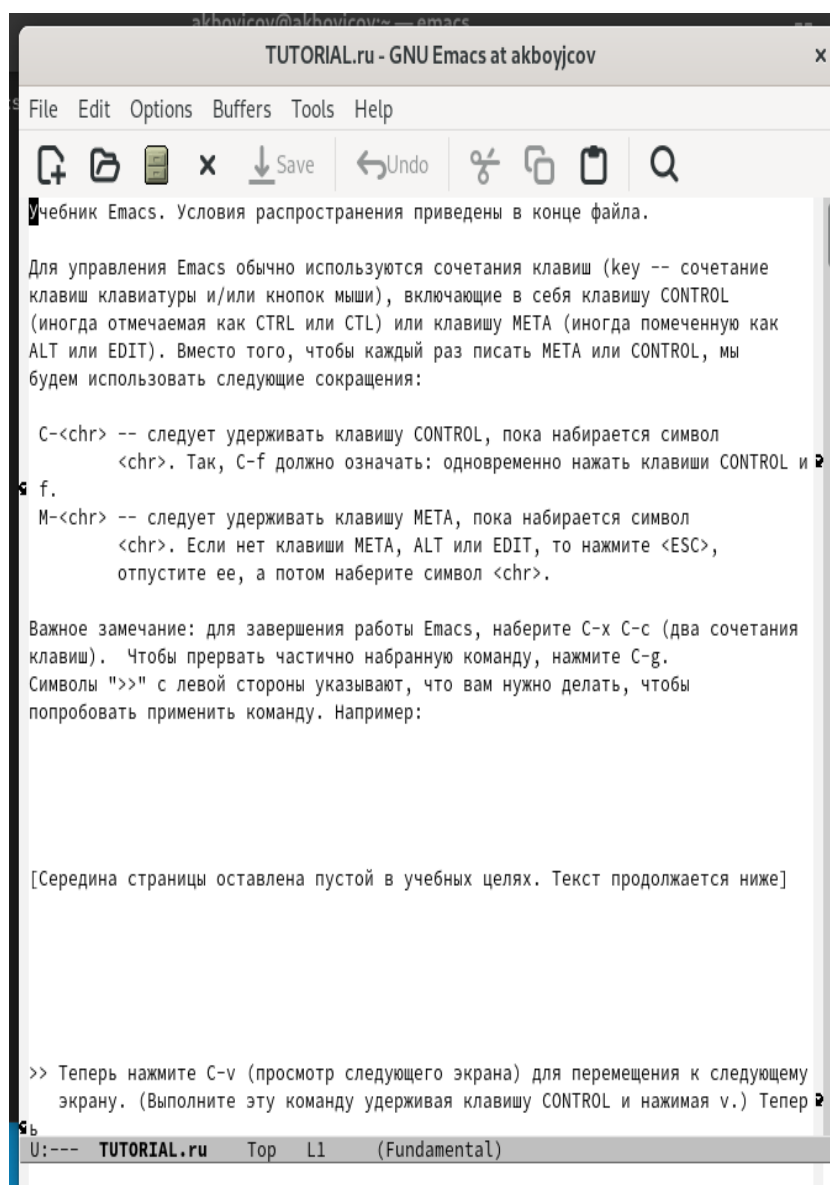 akboyjcov@akboyjcov:~ — emacs
TUTORIAL.ru - GNU Emacs at akboyjcov
File Edit Options Buffers Tools Help
Save Undo
Учебник Emacs. Условия распространения приведены в конце файла.
Для управления Emacs обычно используются сочетания клавиш (key -- сочетание
клавиш клавиатуры и/или кнопок мыши), включающие в себя клавишу CONTROL
(иногда отмечаемая как CTRL или CTL) или клавишу META (иногда помеченную как
ALT или EDIT). Вместо того, чтобы каждый раз писать META или CONTROL, мы
будем использовать следующие сокращения:
C-<chr> -- следует удерживать клавишу CONTROL, пока набирается символ
<chr>. Так, C-f должно означать: одновременно нажать клавиши CONTROL и
f.
M-<chr> -- следует удерживать клавишу META, пока набирается символ
<chr>. Если нет клавиши META, ALT или EDIT, то нажмите <ESC>,
отпустите ее, а потом наберите символ <chr>.
Важное замечание: для завершения работы Emacs, наберите C-x C-c (два сочетания
клавиш).  Чтобы прервать частично набранную команду, нажмите C-g.
Символы ">>" с левой стороны указывают, что вам нужно делать, чтобы
попробовать применить команду. Например:
[Середина страницы оставлена пустой в учебных целях. Текст продолжается ниже]
>> Теперь нажмите C-v (просмотр следующего экрана) для перемещения к следующему
экрану. (Выполните эту команду удерживая клавишу CONTROL и нажимая v.) Тепер
ь
U:--- TUTORIAL.ru Top L1 (Fundamental)